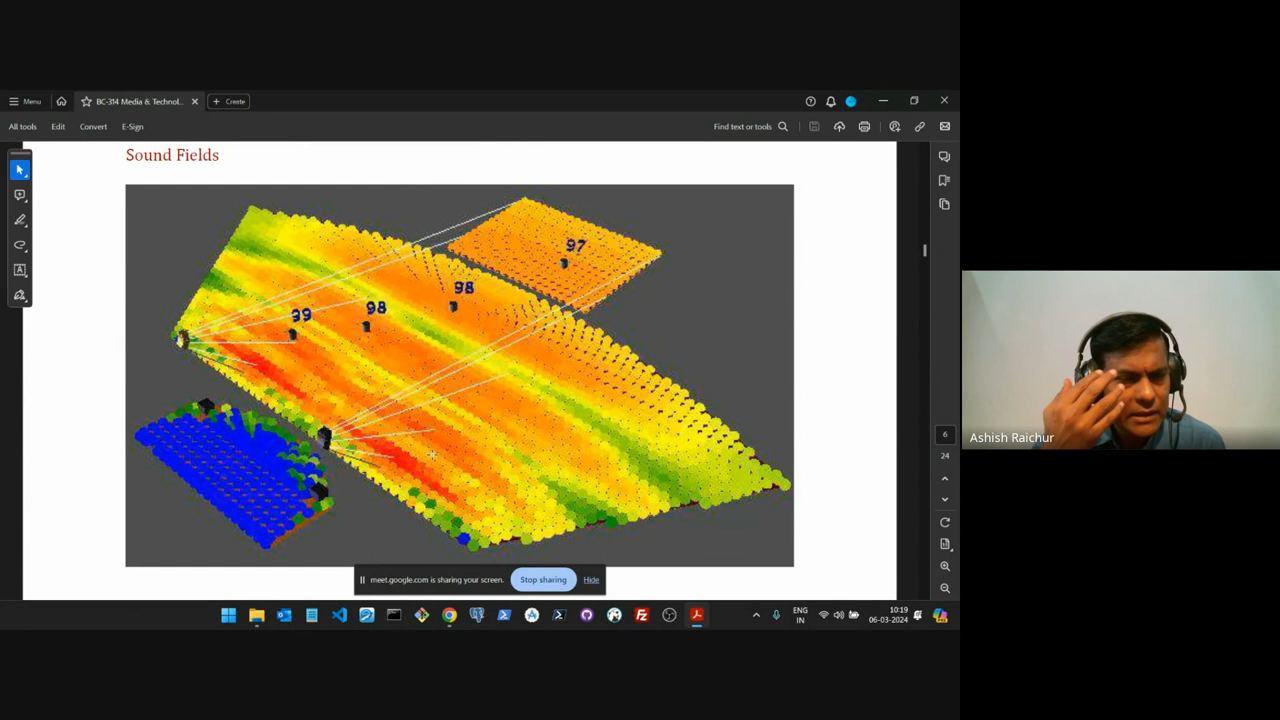 Menu
BC-314 Media & Technol...
Create
All tools
Edit
Convert
E-Sign
Find text or tools
Sound Fields
97
98
98
99
6
24
Ashish Raichur
meet.google.com is sharing your screen.
Stop sharing
Hide
ENG
IN
10:19
06-03-2024